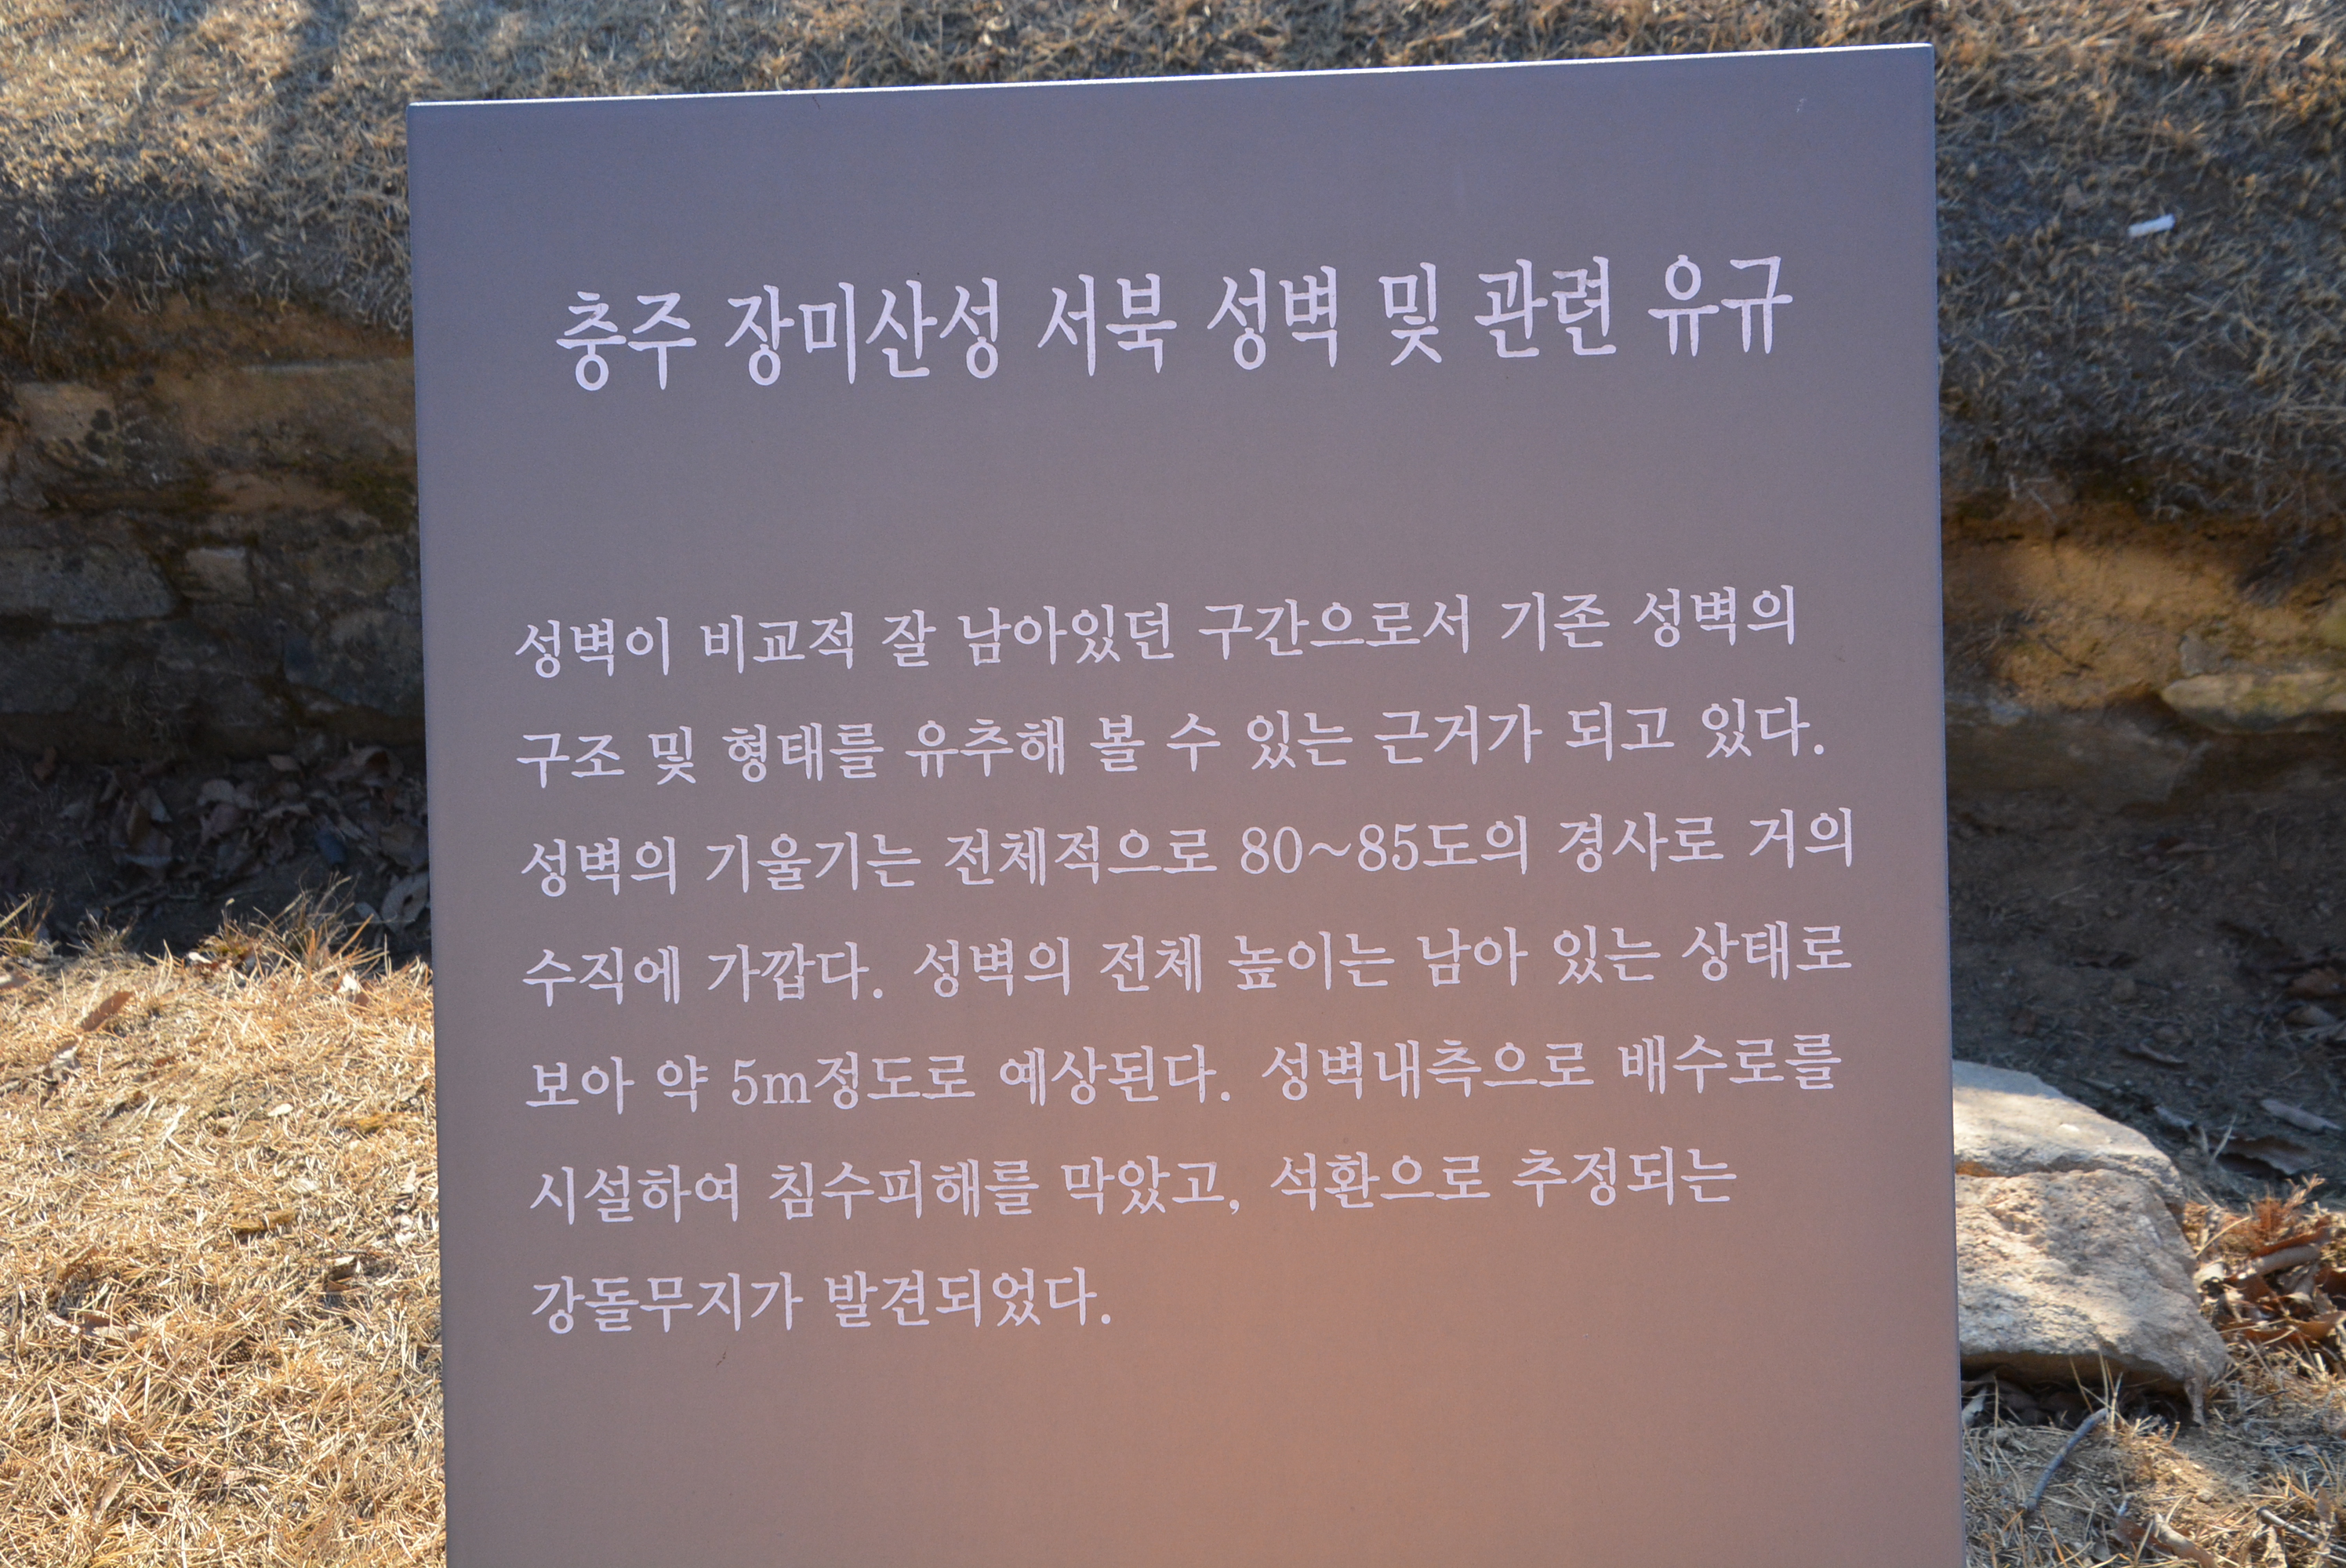 충주 장미산성 서북 성벽 및 관련 유규
성벽이 비교적 잘 남아있던 구간으로서 기존 성벽의
구조 및 형태를 유추해 볼 수 있는 근거가 되고 있다.
성벽의 기울기는 전체적으로 80~85도의 경사로 거의
수직에 가깝다. 성벽의 전체 높이는 남아 있는 상태로
보아 약 5m정도로 예상된다. 성벽내측으로 배수로를
시설하여 침수피해를 막았고, 석환으로 추정되는
강돌무지가 발견되었다.